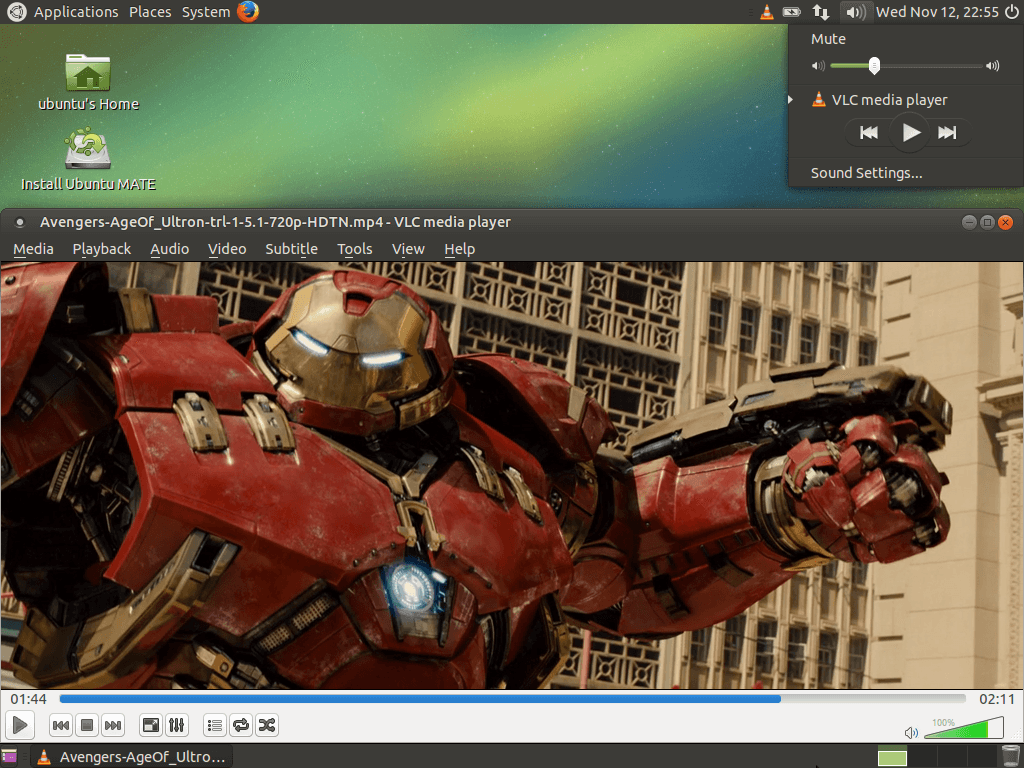 Applications Places System Wed Nov 12, 22:55
Mute
ubuntu's Home
VLC media player
Install Ubuntu MATE
Sound Settings...
Avengers-AgeOf_Ultron-trl-1-5.1-720p-HDTN.mp4 - VLC media player
Media Playback Audio Video Subtitle Tools View Help
01:44 02:11
100%
Avengers-AgeOf_Ultro...